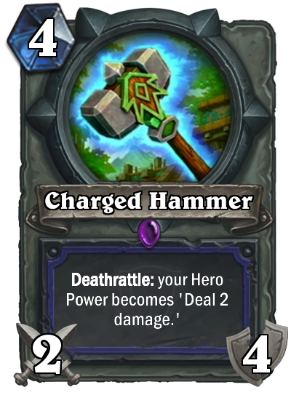 4
Charged Hammer
Deathrattle: your Hero
Power becomes 'Deal 2
damage.'
2
4